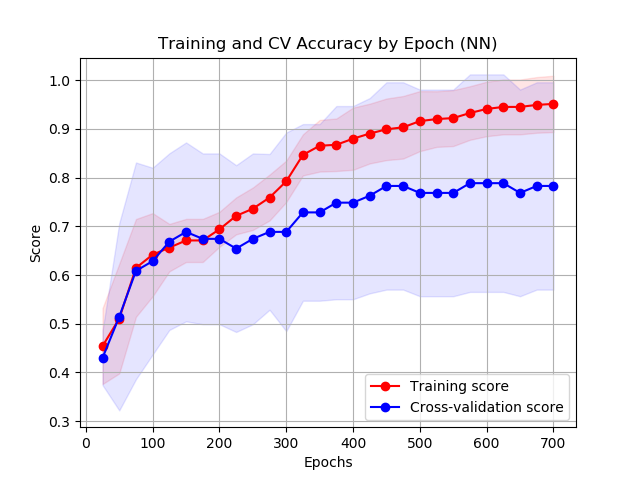 Training and CV Accuracy by Epoch (NN)
1.0
0.9
0.8
0.7
0.6
0.5
0.4
0.3
Score
Training score
Cross-validation score
0 100 200 300 400 500 600 700
Epochs